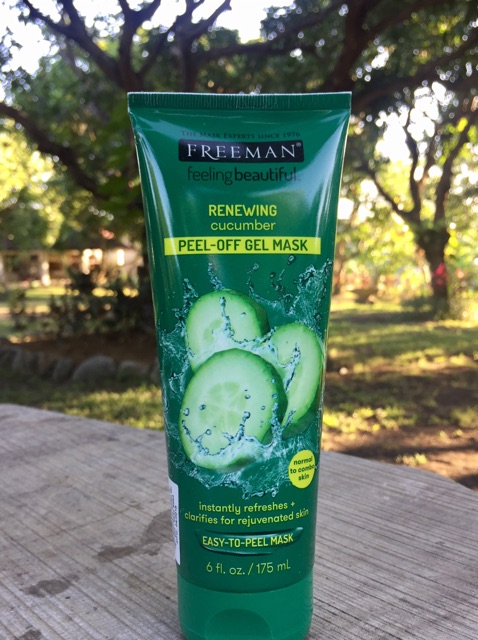 THE MASK EXPERTS SINCE 1976
FREEMAN®
feeling beautiful.
RENEWING
cucumber
PEEL-OFF GEL MASK
normal
to combo
skin
instantly refreshes +
clarifies for rejuvenated skin
EASY-TO-PEEL MASK
6 fl. oz. / 175 mL